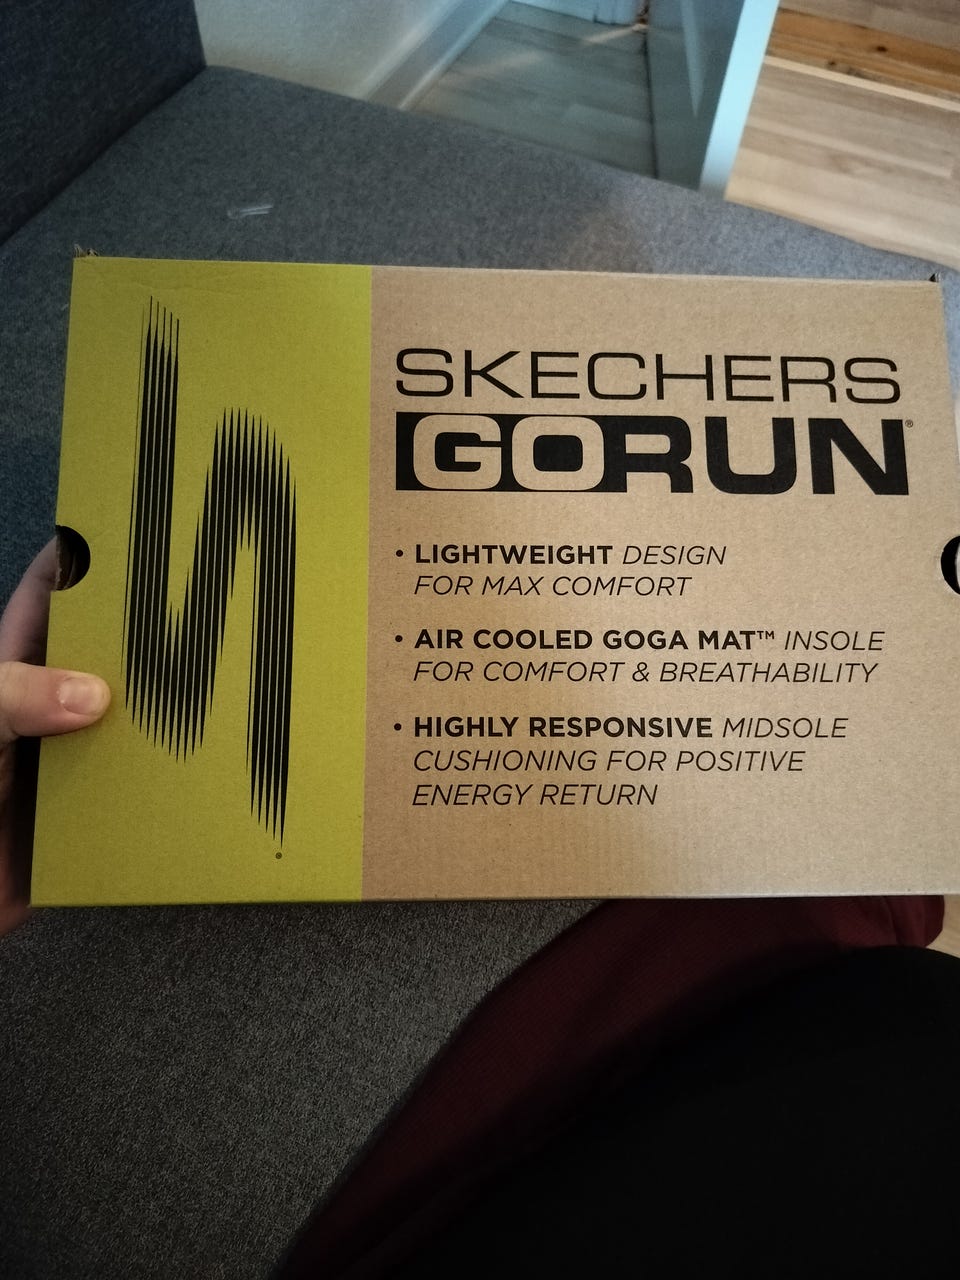 SKECHERS
GORUN®
• LIGHTWEIGHT DESIGN
FOR MAX COMFORT
• AIR COOLED GOGA MAT™ INSOLE
FOR COMFORT & BREATHABILITY
• HIGHLY RESPONSIVE MIDSOLE
CUSHIONING FOR POSITIVE
ENERGY RETURN
®